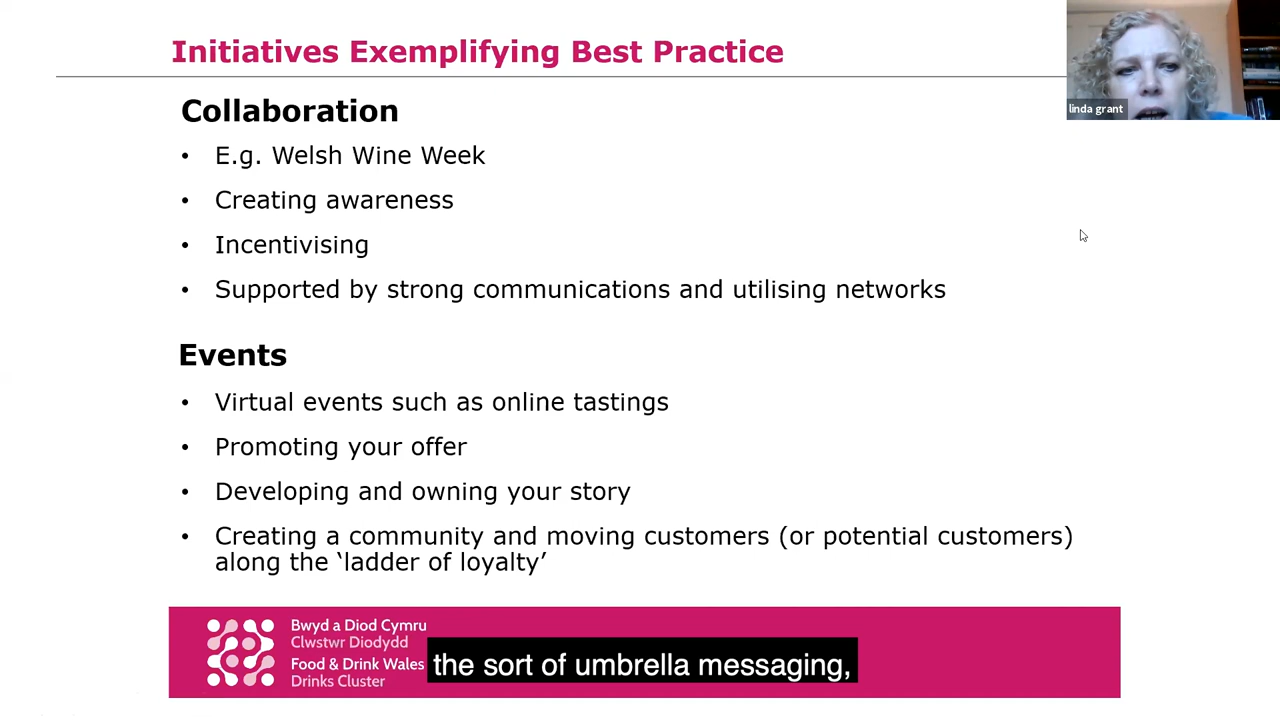 Initiatives Exemplifying Best Practice
linda grant
Collaboration
• E.g. Welsh Wine Week
• Creating awareness
• Incentivising
• Supported by strong communications and utilising networks
Events
• Virtual events such as online tastings
• Promoting your offer
• Developing and owning your story
• Creating a community and moving customers (or potential customers)
along the ‘ladder of loyalty’
Bwyd a Diod Cymru
Clwstwr Diodydd
Food & Drink Wales
Drinks Cluster
the sort of umbrella messaging,